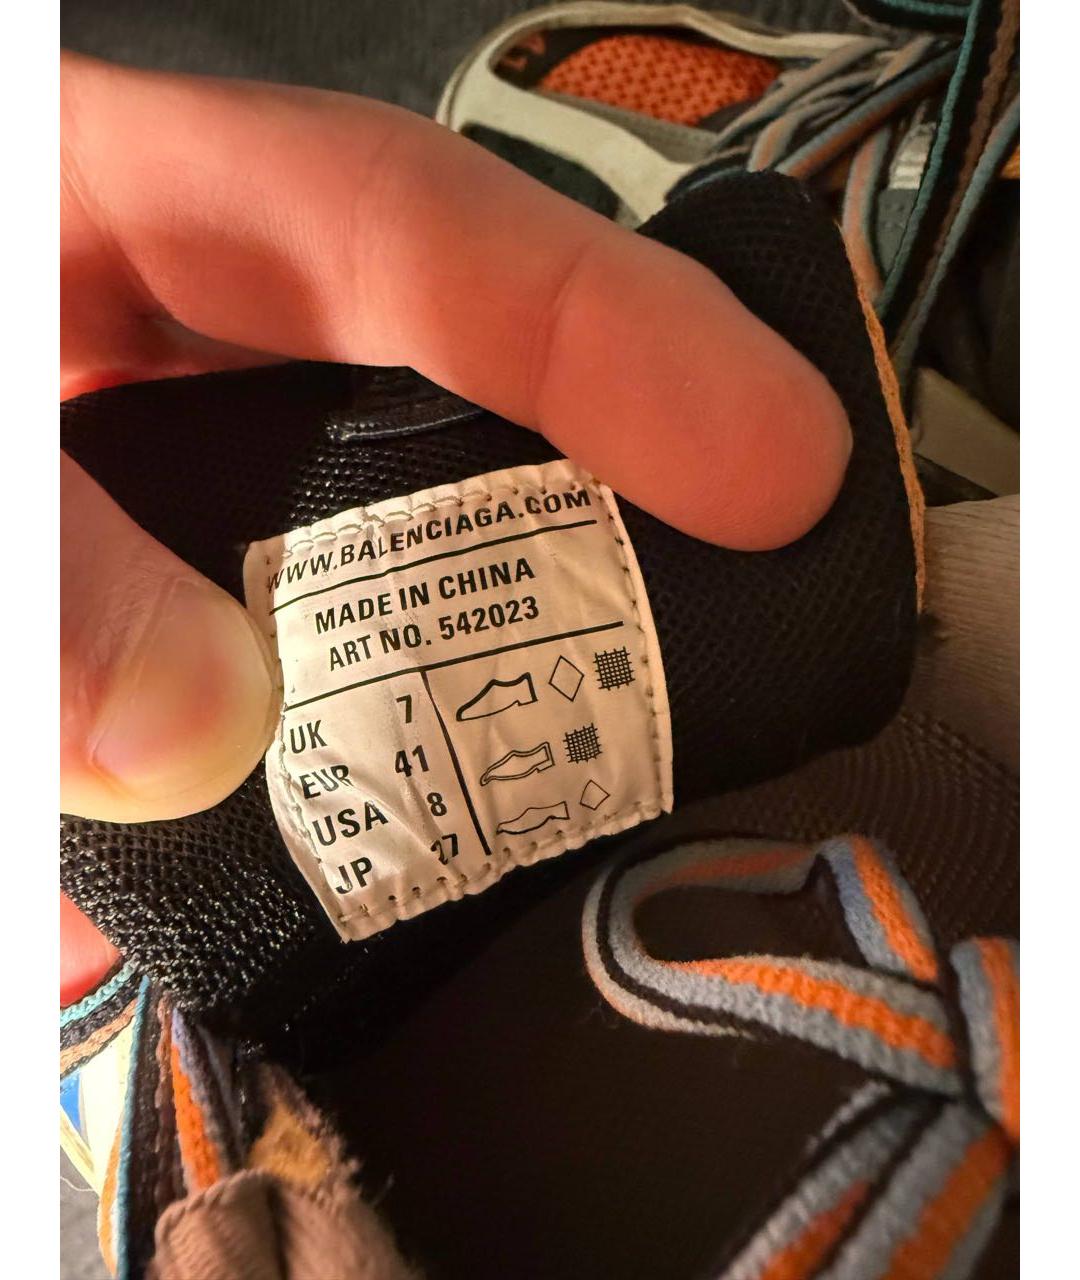 WWW.BALENCIAGA.COM
MADE IN CHINA
ART NO. 542023
UK 7
EUR 41
USA 8
JP 27